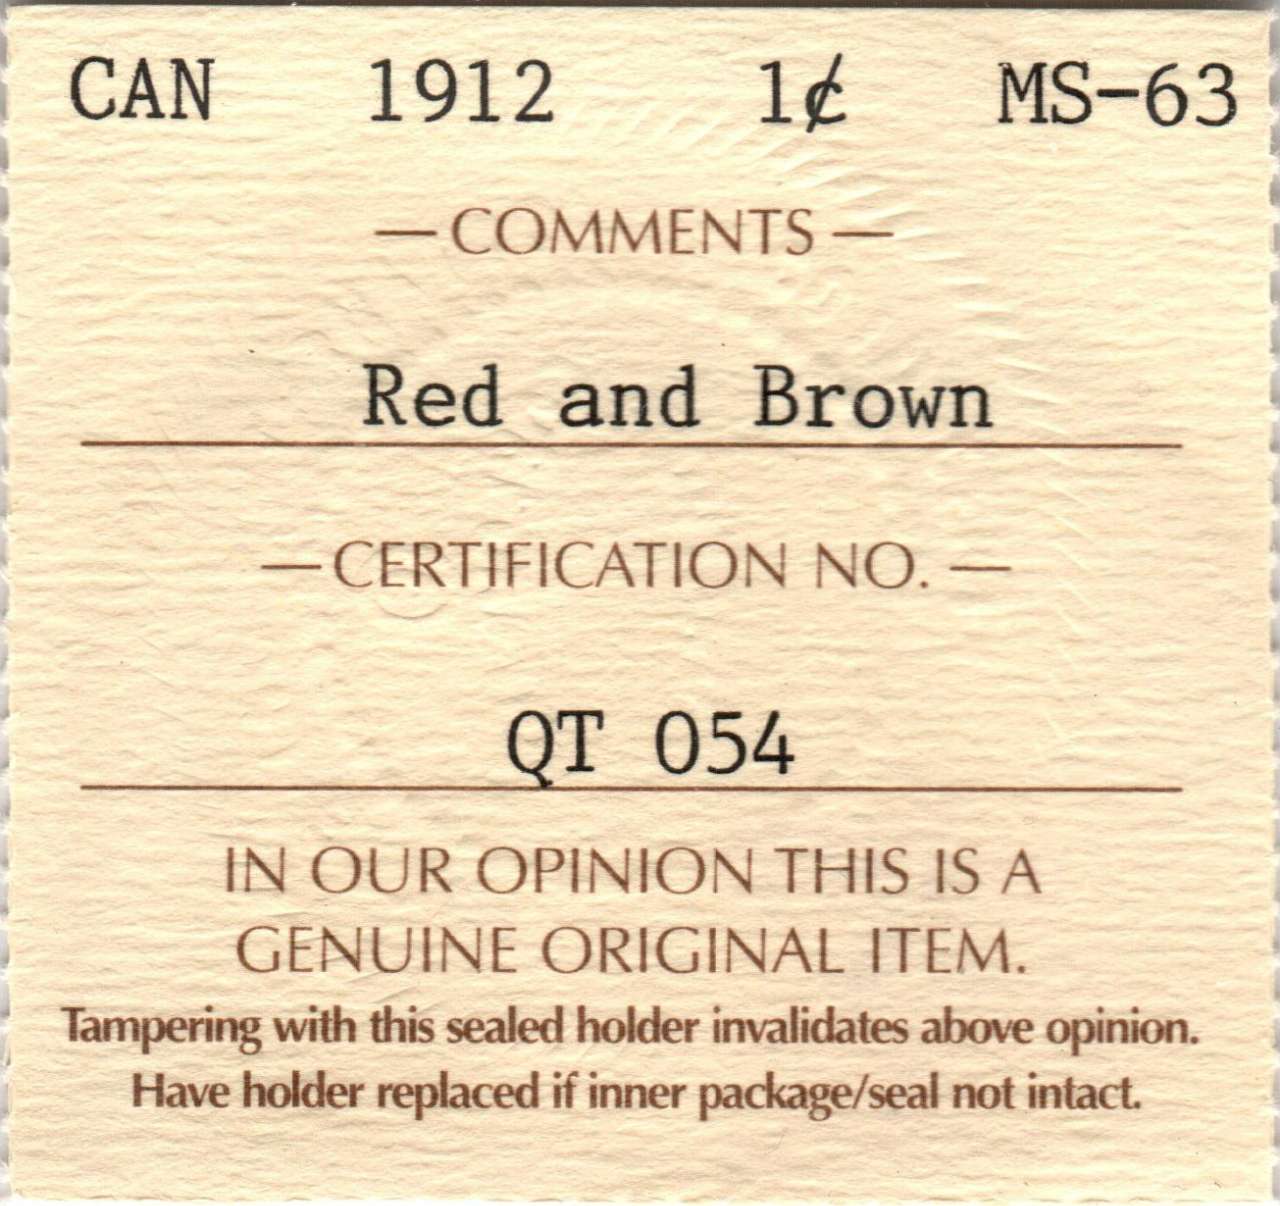 CAN 1912 1¢ MS-63
— COMMENTS —
Red and Brown
— CERTIFICATION NO. —
QT 054
IN OUR OPINION THIS IS A
GENUINE ORIGINAL ITEM.
Tampering with this sealed holder invalidates above opinion.
Have holder replaced if inner package/seal not intact.